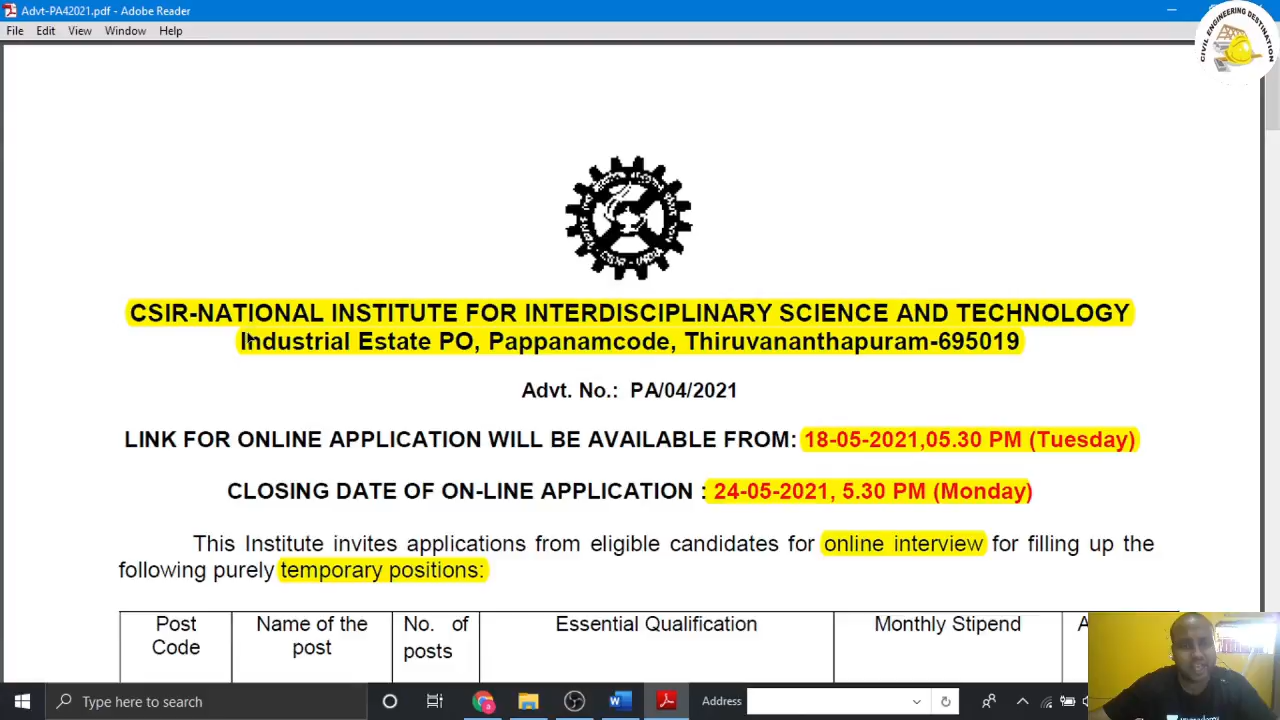 Advt-PA42021.pdf - Adobe Reader
File Edit View Window Help
CIVIL ENGINEERING DESTINATION
CSIR-NATIONAL INSTITUTE FOR INTERDISCIPLINARY SCIENCE AND TECHNOLOGY
Industrial Estate PO, Pappanamcode, Thiruvananthapuram-695019
Advt. No.: PA/04/2021
LINK FOR ONLINE APPLICATION WILL BE AVAILABLE FROM: 18-05-2021,05.30 PM (Tuesday)
CLOSING DATE OF ON-LINE APPLICATION : 24-05-2021, 5.30 PM (Monday)
This Institute invites applications from eligible candidates for online interview for filling up the
following purely temporary positions:
Post Name of the No. of Essential Qualification Monthly Stipend
Code post posts
Type here to search
Address